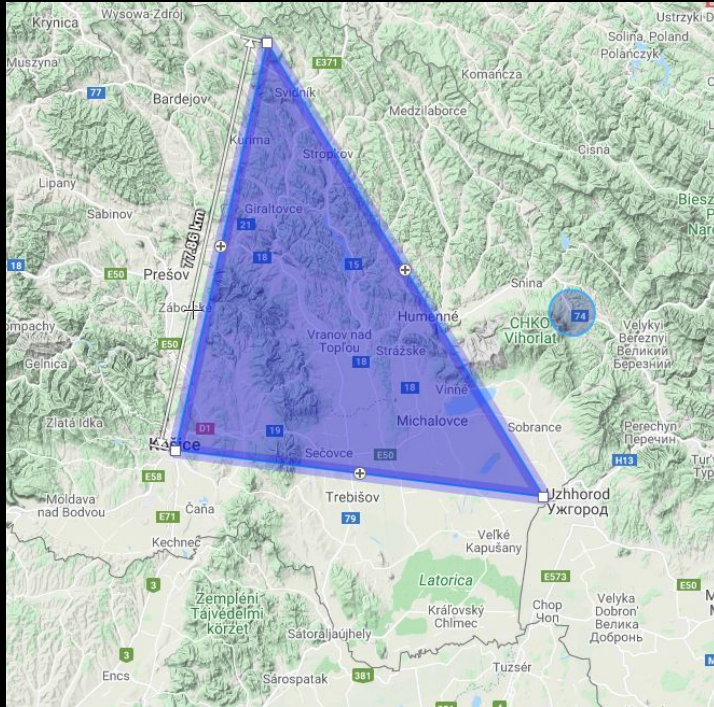 Wysowa-Zdrój
Krynica
Ustrzyki D
Solina, Poland
Polańczyk
Muszyna
E371
Komańcza
77
Bardejov
Svidník
Medzilaborce
Kurima
Stropkov
Cisna
Lipany
Giraltovce
Sabinov
21
18
15
18
E50
Prešov
77.86 km
Snina
Záborské
Humenné
74
CHKO
Vihorlat
Velykyi
Bereznyi
Великий
Березний
E50
Vranov nad
Topľou
Strážske
Gelnica
18
18
Vinné
Zlatá Idka
D1
19
Michalovce
Sobrance
Perechyn
Перечин
Košice
Sečovce
E50
H13
E58
Trebišov
Uzhhorod
Ужгород
Moldava
nad Bodvou
Čaňa
E71
79
Kechnec
Veľké
Kapušany
E573
3
Latorica
E50
Zempléni
Tájvédelmi
körzet
Kráľovský
Chlmec
Chop
Чоп
Velyka
Dobron'
Велика
Добронь
Sátoraljaújhely
3
Encs
Sárospatak
381
Tuzsér
4